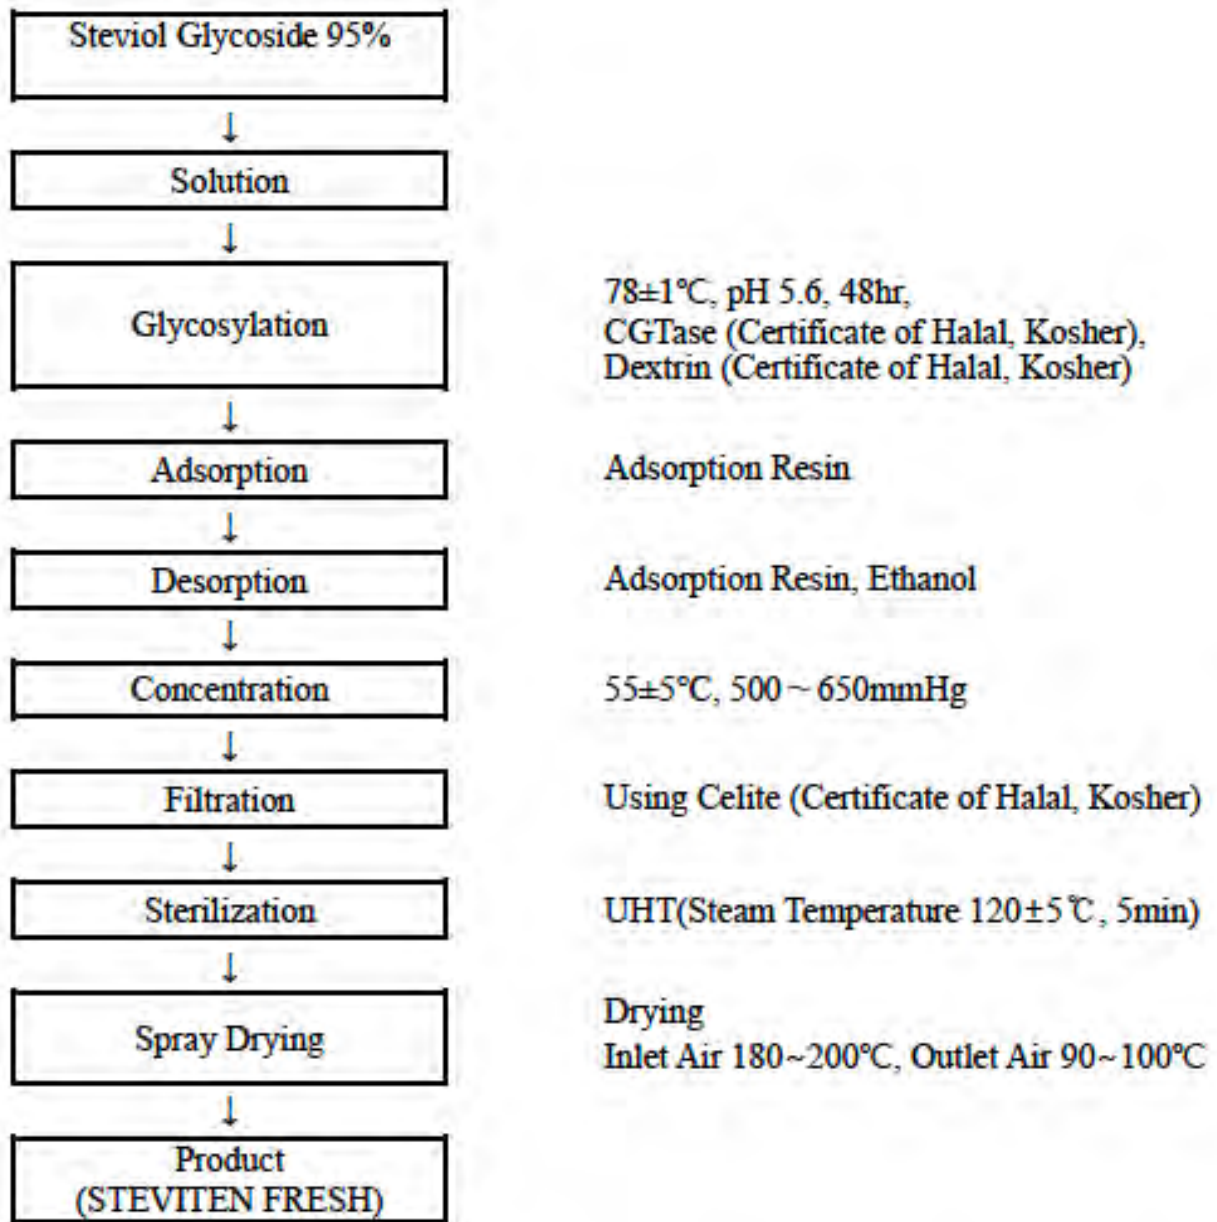 Steviol Glycoside 95%
↓
Solution
↓
Glycosylation
78±1℃, pH 5.6, 48hr,
CGTase (Certificate of Halal, Kosher),
Dextrin (Certificate of Halal, Kosher)
↓
Adsorption
Adsorption Resin
↓
Desorption
Adsorption Resin, Ethanol
↓
Concentration
55±5℃, 500 ~ 650mmHg
↓
Filtration
Using Celite (Certificate of Halal, Kosher)
↓
Sterilization
UHT(Steam Temperature 120±5℃, 5min)
↓
Spray Drying
Drying
Inlet Air 180~200℃, Outlet Air 90~100℃
↓
Product
(STEVITEN FRESH)